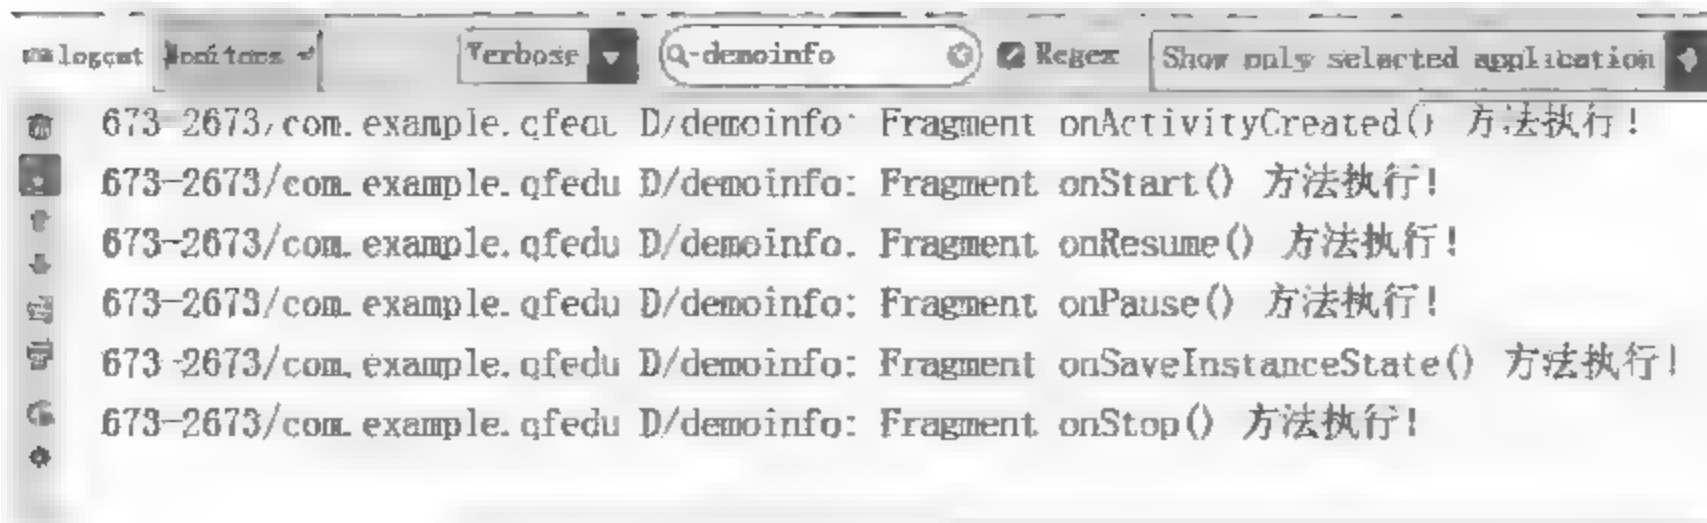 logcat Monitors Verbose demoinfo Regex Show only selected application
673-2673/com.example.qfedu D/demoinfo: Fragment onActivityCreated() 方法执行!
673-2673/com.example.qfedu D/demoinfo: Fragment onStart() 方法执行!
673-2673/com.example.qfedu D/demoinfo: Fragment onResume() 方法执行!
673-2673/com.example.qfedu D/demoinfo: Fragment onPause() 方法执行!
673-2673/com.example.qfedu D/demoinfo: Fragment onSaveInstanceState() 方法执行!
673-2673/com.example.qfedu D/demoinfo: Fragment onStop() 方法执行!